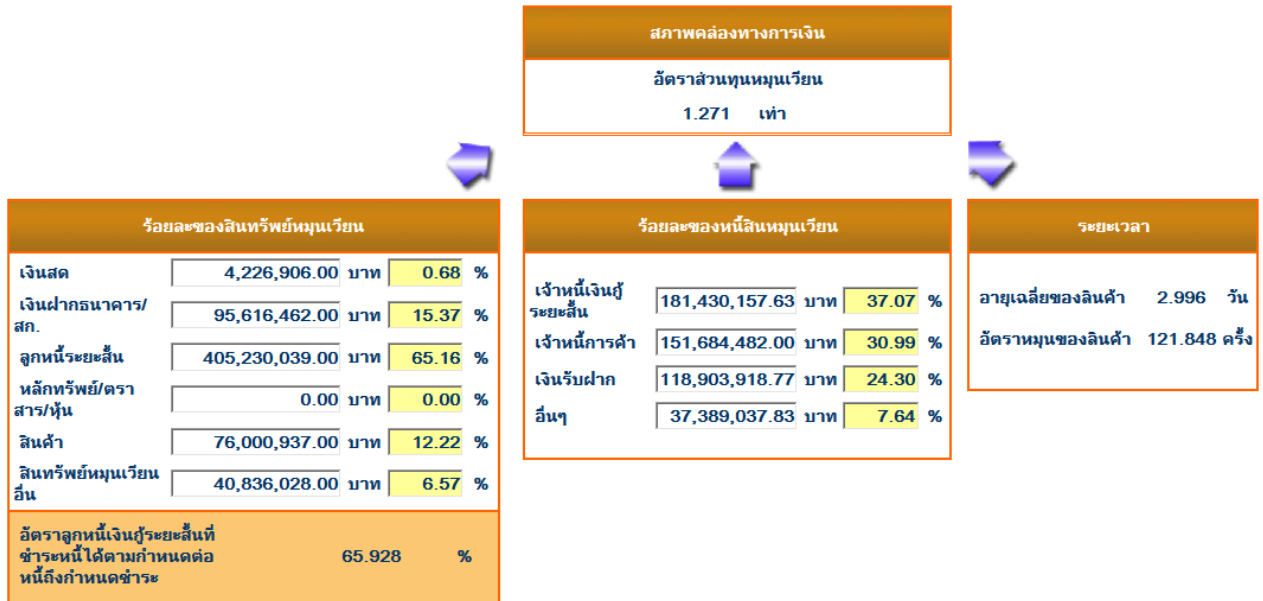 สภาพคล่องทางการเงิน
อัตราส่วนทุนหมุนเวียน
1.271 เท่า
ร้อยละของสินทรัพย์หมุนเวียน
เงินสด 4,226,906.00 บาท 0.68 %
เงินฝากธนาคาร/
สก. 95,616,462.00 บาท 15.37 %
ลูกหนี้ระยะสั้น 405,230,039.00 บาท 65.16 %
หลักทรัพย์/ตรา
สาร/หุ้น 0.00 บาท 0.00 %
สินค้า 76,000,937.00 บาท 12.22 %
สินทรัพย์หมุนเวียน
อื่น 40,836,028.00 บาท 6.57 %
อัตราลูกหนี้เงินกู้ระยะสั้นที่
ชำระหนี้ได้ตามกำหนดต่อ 65.928 %
หนี้ถึงกำหนดชำระ
ร้อยละของหนี้สินหมุนเวียน
เจ้าหนี้เงินกู้
ระยะสั้น 181,430,157.63 บาท 37.07 %
เจ้าหนี้การค้า 151,684,482.00 บาท 30.99 %
เงินรับฝาก 118,903,918.77 บาท 24.30 %
อื่นๆ 37,389,037.83 บาท 7.64 %
ระยะเวลา
อายุเฉลี่ยของสินค้า 2.996 วัน
อัตราหมุนของสินค้า 121.848 ครั้ง